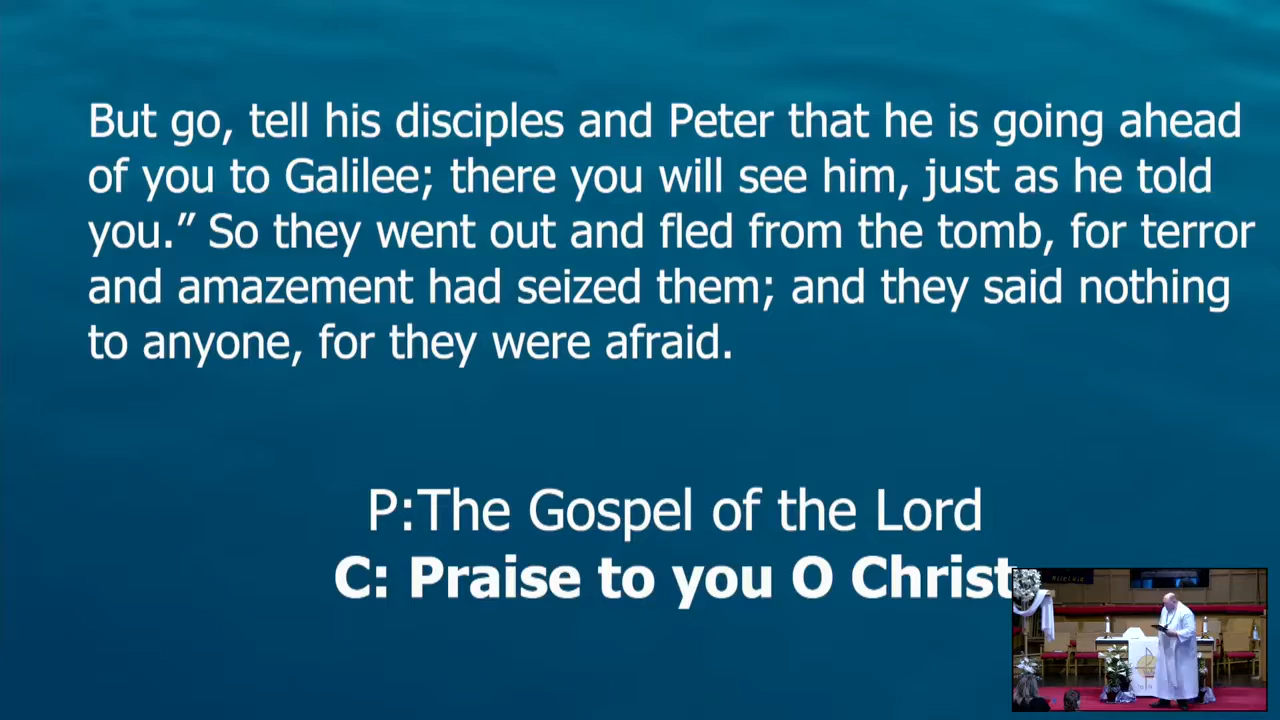 But go, tell his disciples and Peter that he is going ahead
of you to Galilee; there you will see him, just as he told
you.” So they went out and fled from the tomb, for terror
and amazement had seized them; and they said nothing
to anyone, for they were afraid.
P:The Gospel of the Lord
C: Praise to you O Christ